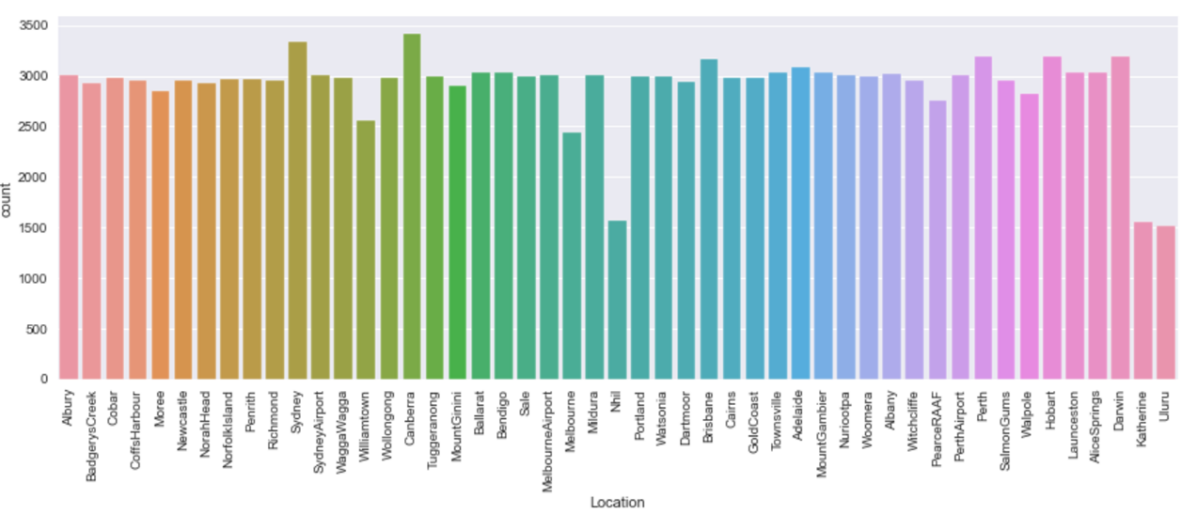 3500
3000
2500
2000
1500
1000
500
0
count
Albury
BadgerysCreek
Cobar
CoffsHarbour
Moree
Newcastle
NorahHead
NorfolkIsland
Penrith
Richmond
Sydney
SydneyAirport
WaggaWagga
Williamtown
Wollongong
Canberra
Tuggeranong
MountGinini
Ballarat
Bendigo
Sale
MelbourneAirport
Melbourne
Mildura
Nhil
Portland
Watsonia
Dartmoor
Brisbane
Cairns
GoldCoast
Townsville
Adelaide
MountGambier
Nuriootpa
Woomera
Albany
Witchcliffe
PearceRAAF
PerthAirport
Perth
SalmonGums
Walpole
Hobart
Launceston
AliceSprings
Darwin
Katherine
Uluru
Location